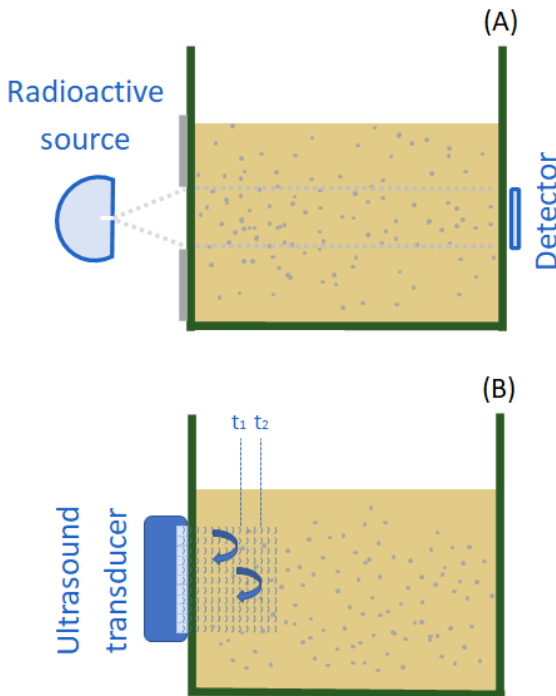 (A)
Radioactive
source
Detector
(B)
t₁ t₂
Ultrasound
transducer